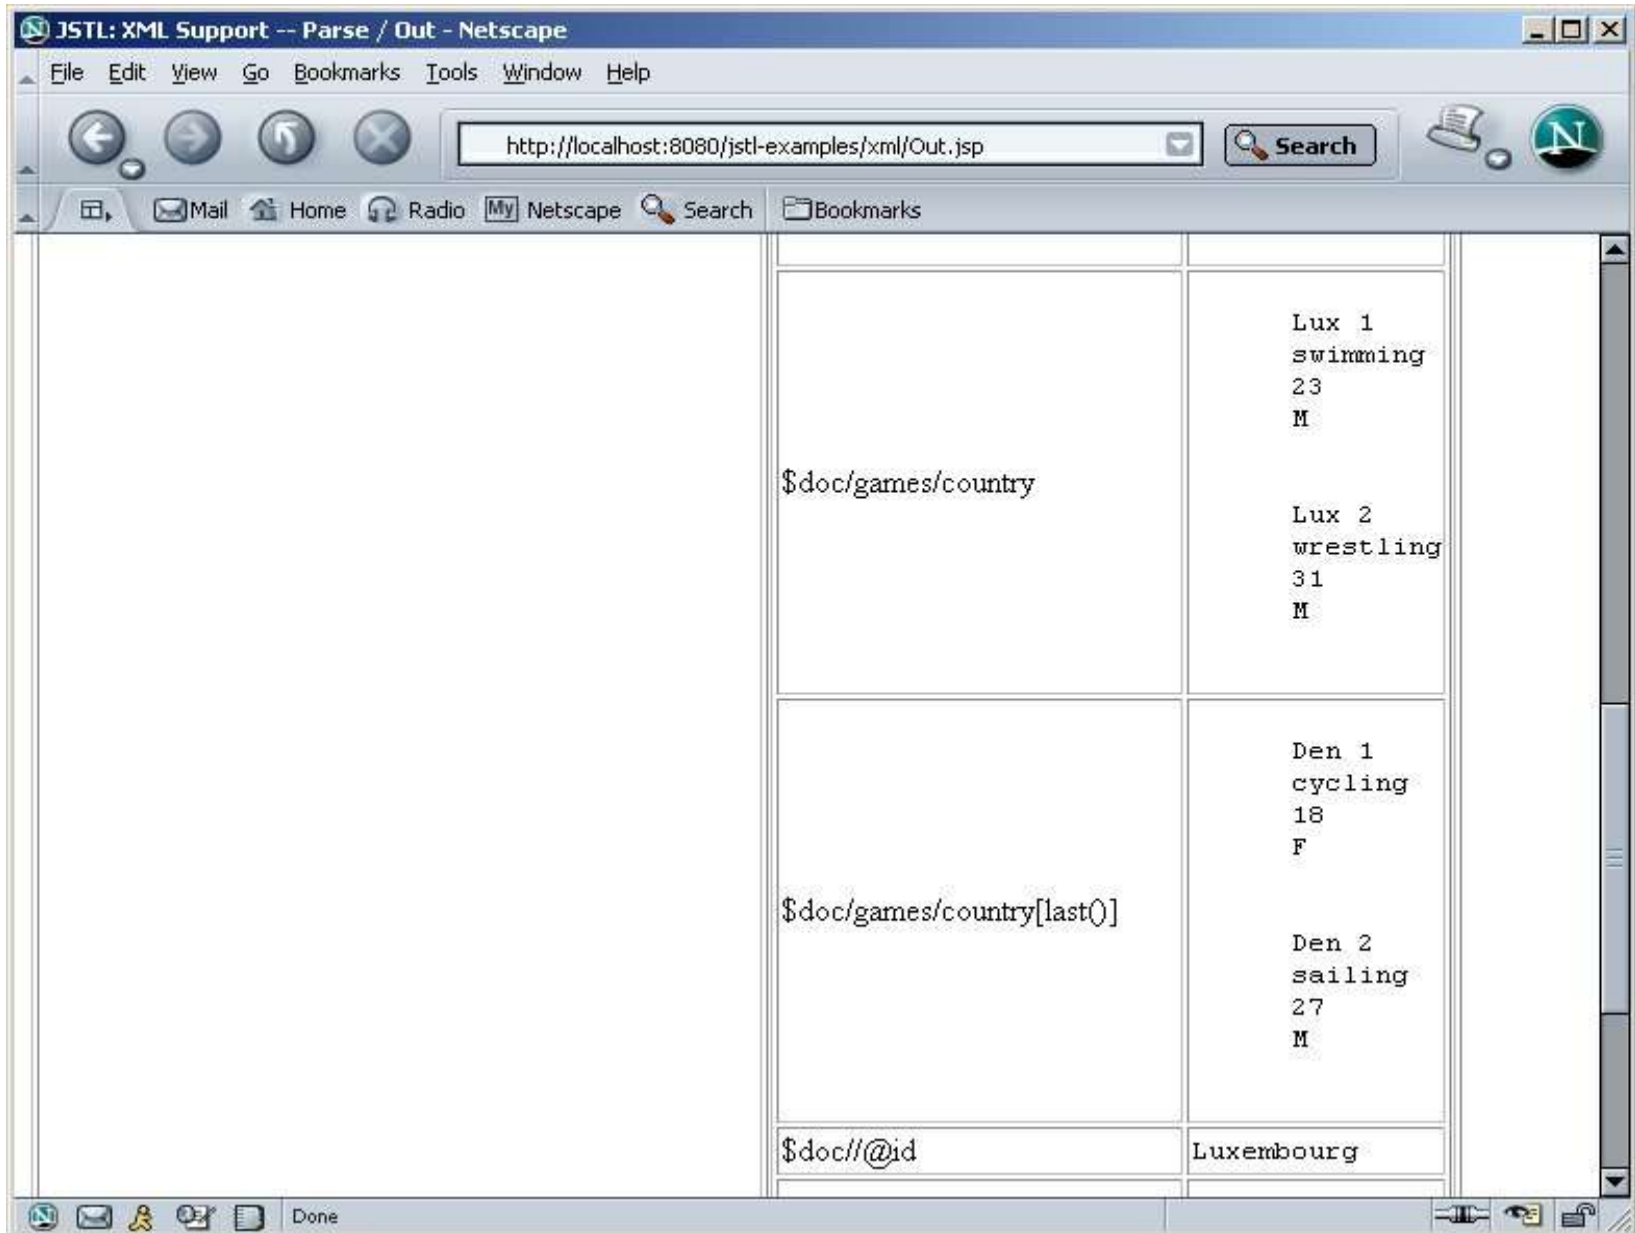 JSTL: XML Support -- Parse / Out - Netscape
File Edit View Go Bookmarks Tools Window Help
http://localhost:8080/jstl-examples/xml/Out.jsp
Search
N
Mail Home Radio My Netscape Search Bookmarks
$doc/games/country
Lux 1
swimming
23
M
Lux 2
wrestling
31
M
$doc/games/country[last()]
Den 1
cycling
18
F
Den 2
sailing
27
M
$doc//@id
Luxembourg
Done